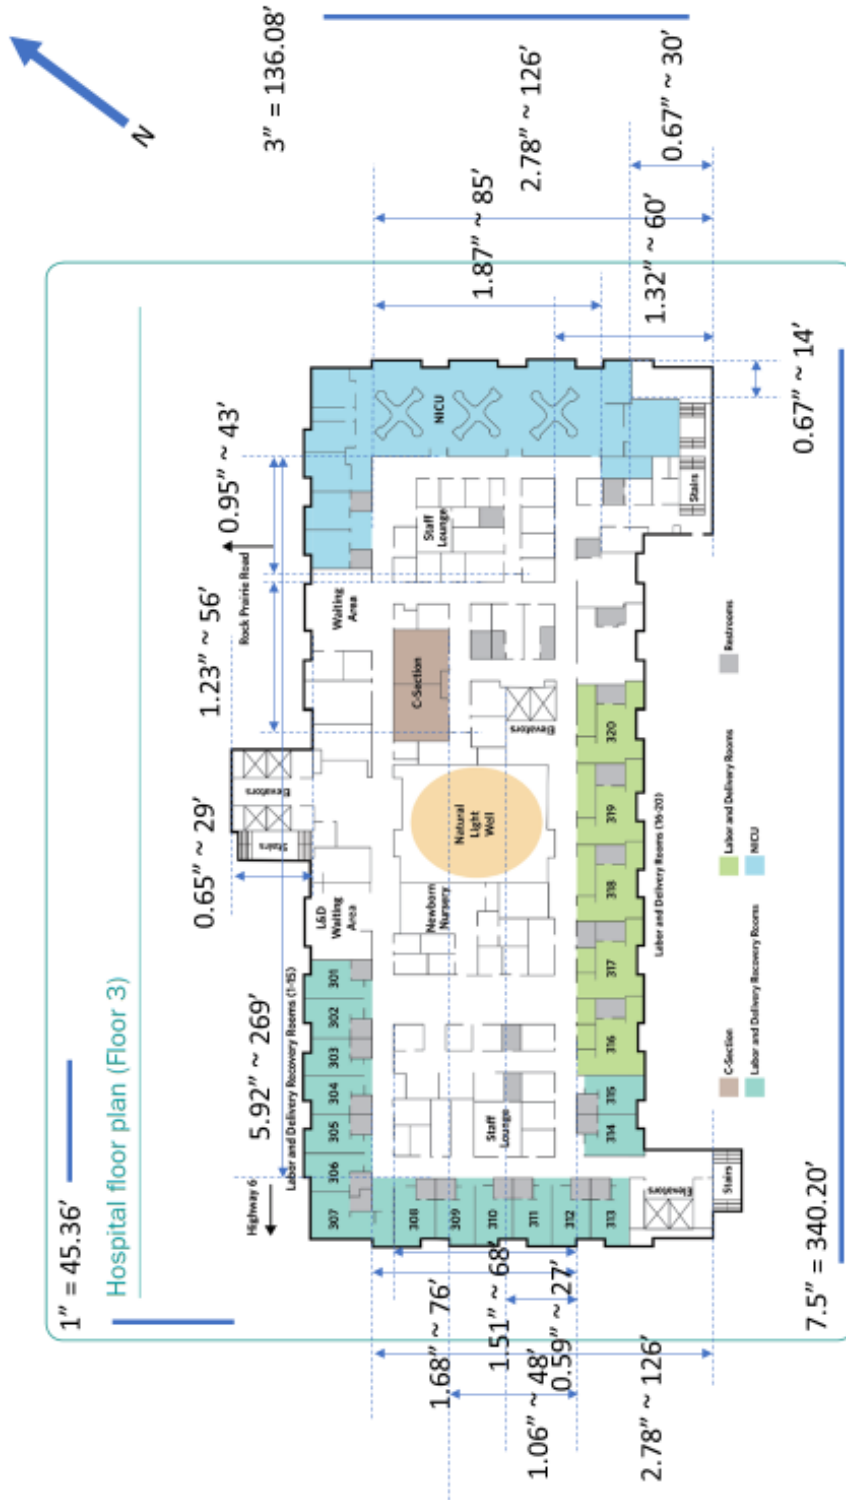 1” = 45.36’
Hospital floor plan (Floor 3)
N
3” = 136.08’
7.5” = 340.20’
0.65” ~ 29’
1.23” ~ 56’
0.95” ~ 43’
5.92” ~ 269’
1.87” ~ 85’
2.78” ~ 126’
1.32” ~ 60’
0.67” ~ 30’
0.67” ~ 14’
1.68” ~ 76’
1.51” ~ 68’
1.06” ~ 48’
0.59” ~ 27’
2.78” ~ 126’
Highway 6
Rock Prairie Road
Labor and Delivery Recovery Rooms (1-15)
Stairs
Elevators
307
306
305
304
303
302
301
L&D
Waiting
Area
Waiting
Area
308
309
310
311
312
313
Staff
Lounge
Newborn
Nursery
Natural
Light
Well
C-Section
Elevators
Staff
Lounge
NICU
314
315
316
317
318
319
320
Elevators
Stairs
Stairs
Labor and Delivery Rooms (16-20)
C-Section
Labor and Delivery Recovery Rooms
Labor and Delivery Rooms
NICU
Restrooms